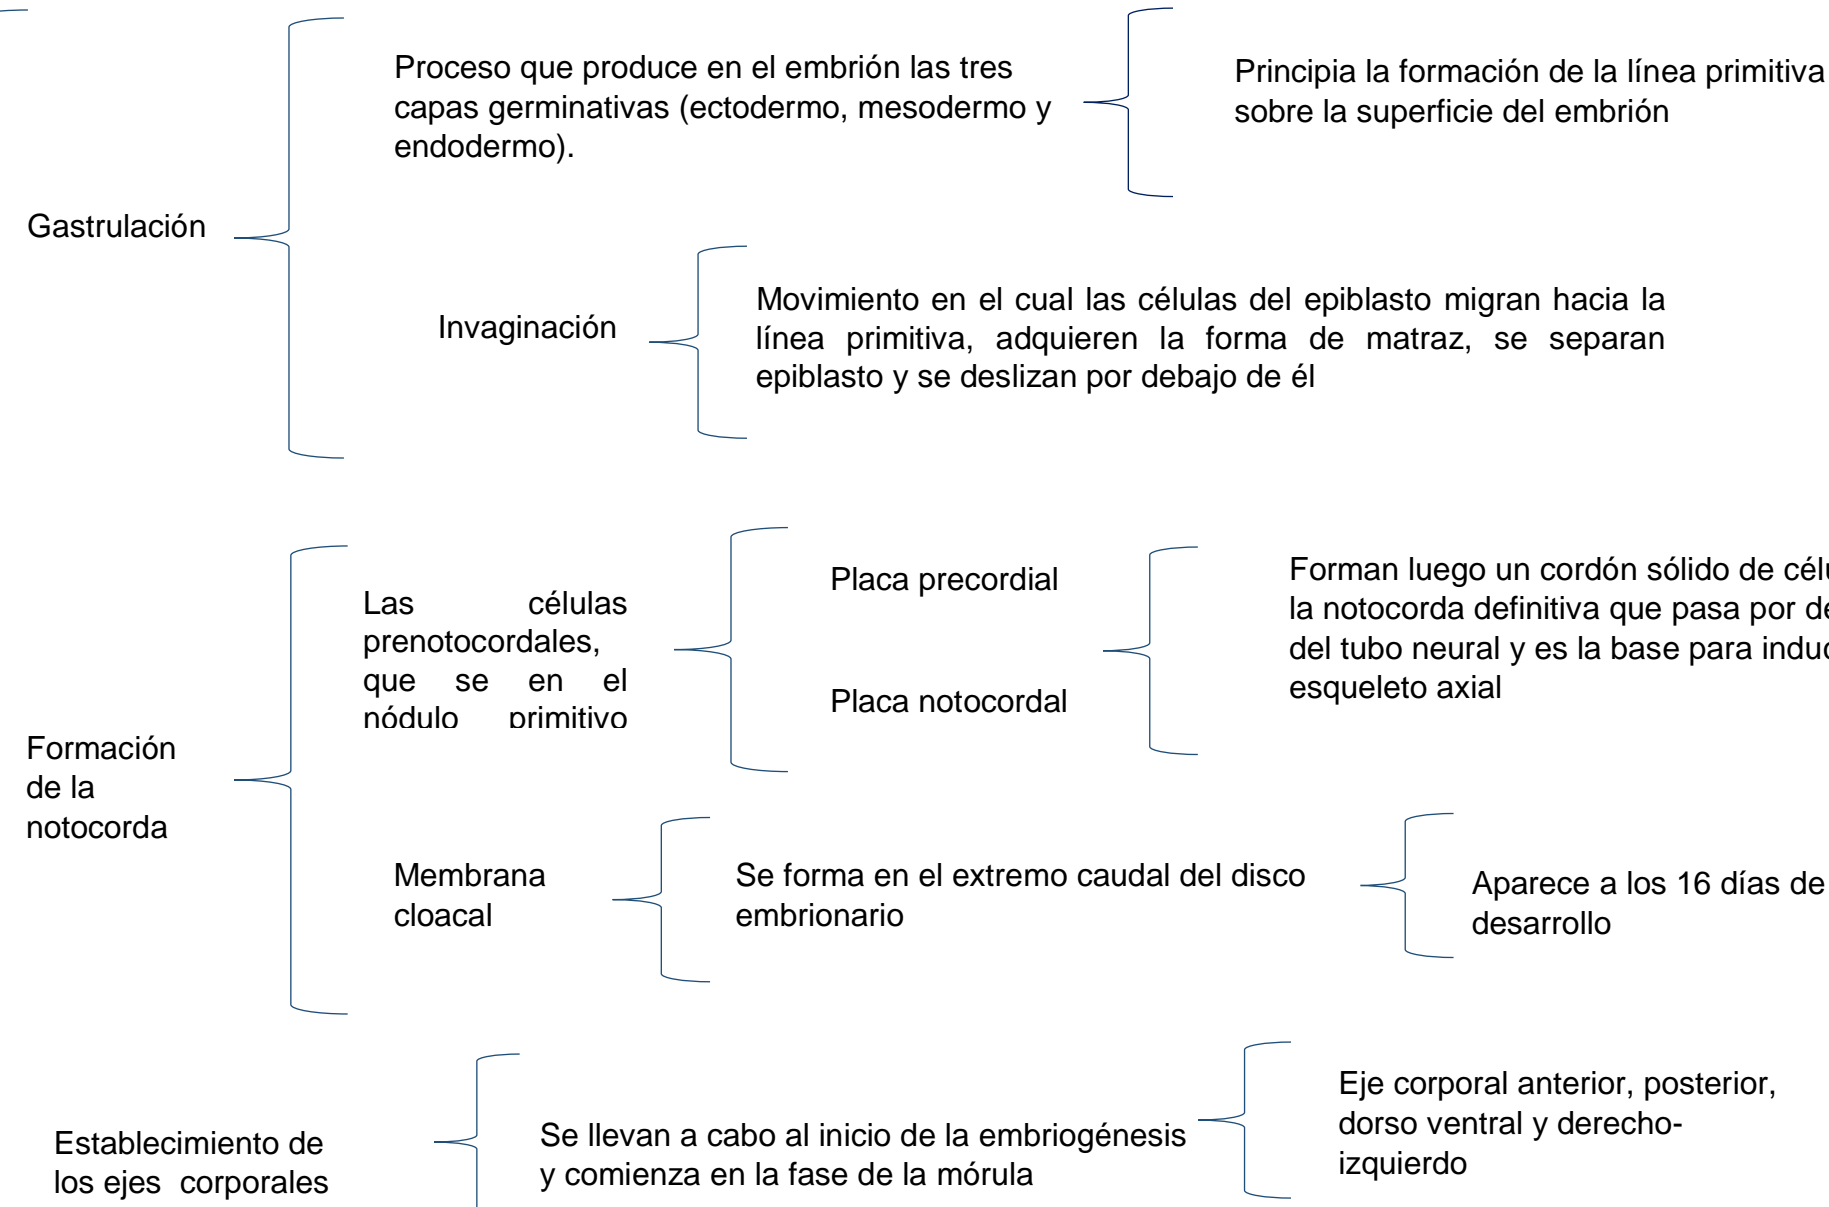 Proceso que produce en el embrión las tres
capas germinativas (ectodermo, mesodermo y
endodermo).
Principia la formación de la línea primitiva
sobre la superficie del embrión
Gastrulación
Invaginación
Movimiento en el cual las células del epiblasto migran hacia la
línea primitiva, adquieren la forma de matraz, se separan
epiblasto y se deslizan por debajo de él
Formación
de la
notocorda
Las células
prenotocordales,
que se en el
nódulo primitivo
Placa precordial
Placa notocordal
Forman luego un cordón sólido de
la notocorda definitiva que pasa por
del tubo neural y es la base para
esqueleto axial
Membrana
cloacal
Se forma en el extremo caudal del disco
embrionario
Aparece a los 16 días de
desarrollo
Establecimiento de
los ejes corporales
Se llevan a cabo al inicio de la embriogénesis
y comienza en la fase de la mórula
Eje corporal anterior, posterior,
dorso ventral y derecho-
izquierdo